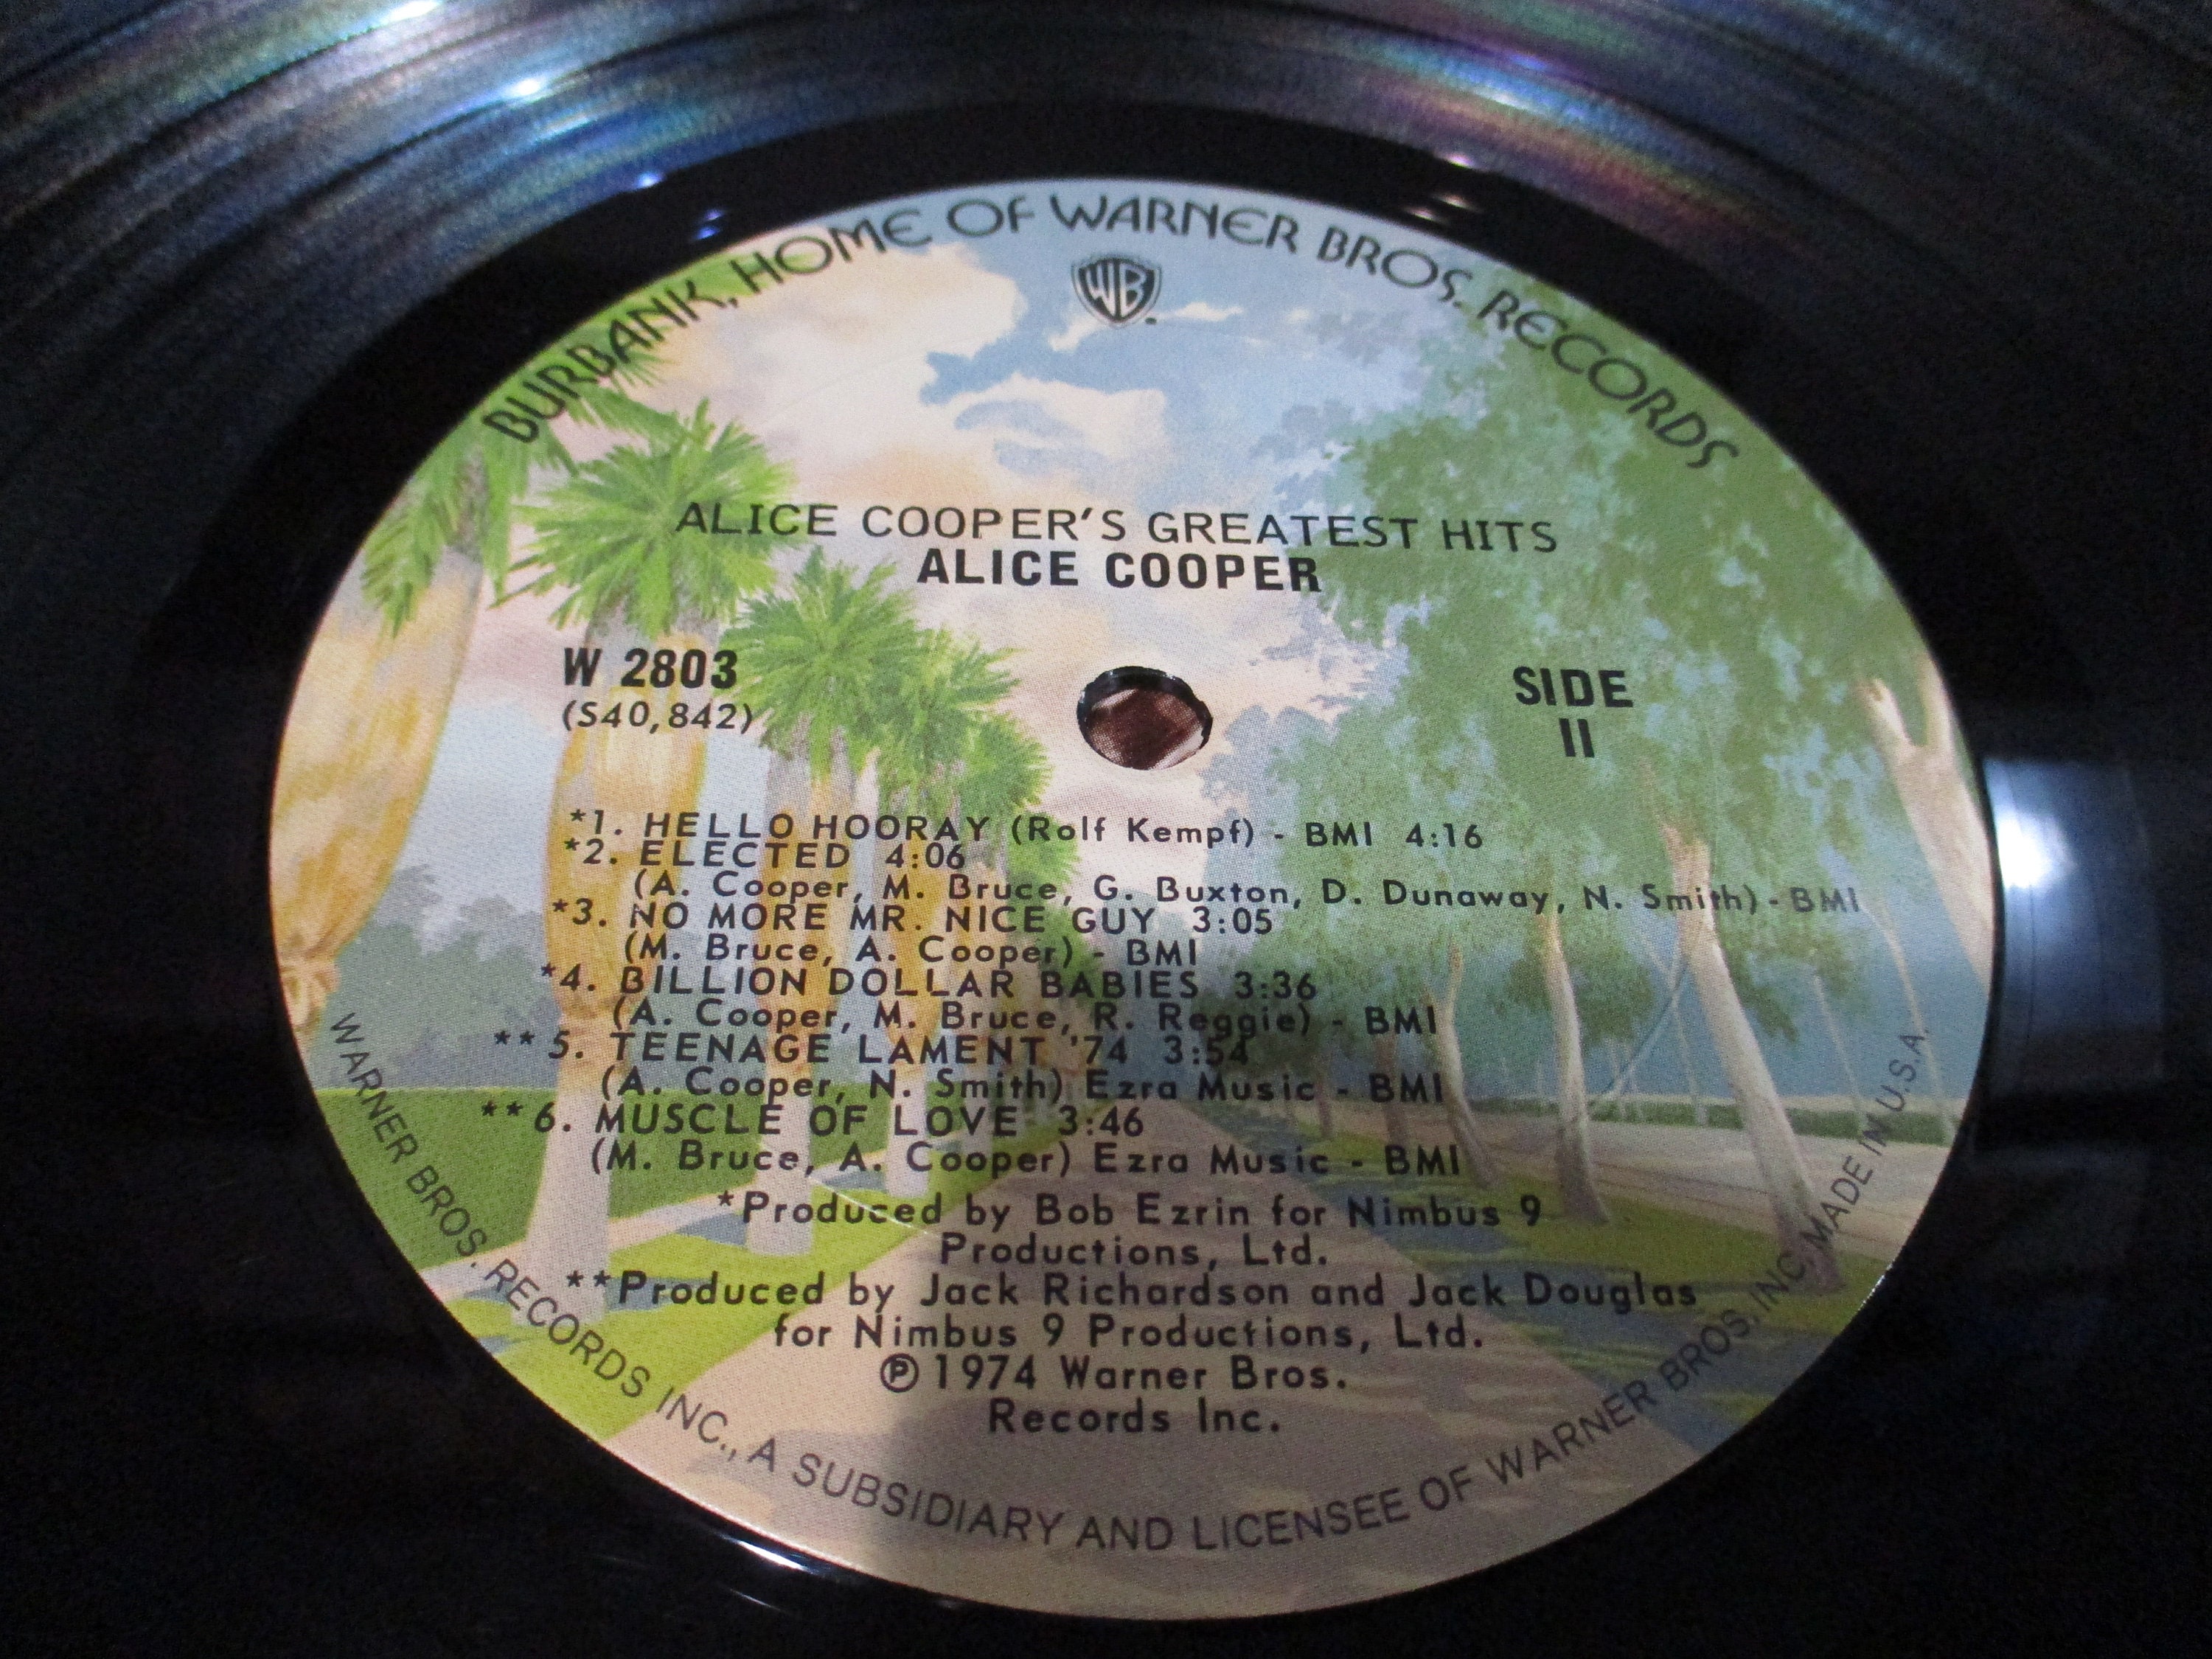 BURBANK, HOME OF WARNER BROS. RECORDS
WB
ALICE COOPER'S GREATEST HITS
ALICE COOPER
W 2803
(S40,842)
SIDE
II
*1. HELLO HOORAY (Rolf Kempf) - BMI 4:16
*2. ELECTED 4:06
(A. Cooper, M. Bruce, G. Buxton, D. Dunaway, N. Smith) - BMI
*3. NO MORE MR. NICE GUY 3:05
(M. Bruce, A. Cooper) - BMI
*4. BILLION DOLLAR BABIES 3:36
(A. Cooper, M. Bruce, R. Reggie) - BMI
**5. TEENAGE LAMENT '74 3:54
(A. Cooper, N. Smith) Ezra Music - BMI
**6. MUSCLE OF LOVE 3:46
(M. Bruce, A. Cooper) Ezra Music - BMI
*Produced by Bob Ezrin for Nimbus 9
Productions, Ltd.
**Produced by Jack Richardson and Jack Douglas
for Nimbus 9 Productions, Ltd.
℗ 1974 Warner Bros.
Records Inc.
WARNER BROS. RECORDS INC., A SUBSIDIARY AND LICENSEE OF WARNER BROS. INC. MADE IN U.S.A.